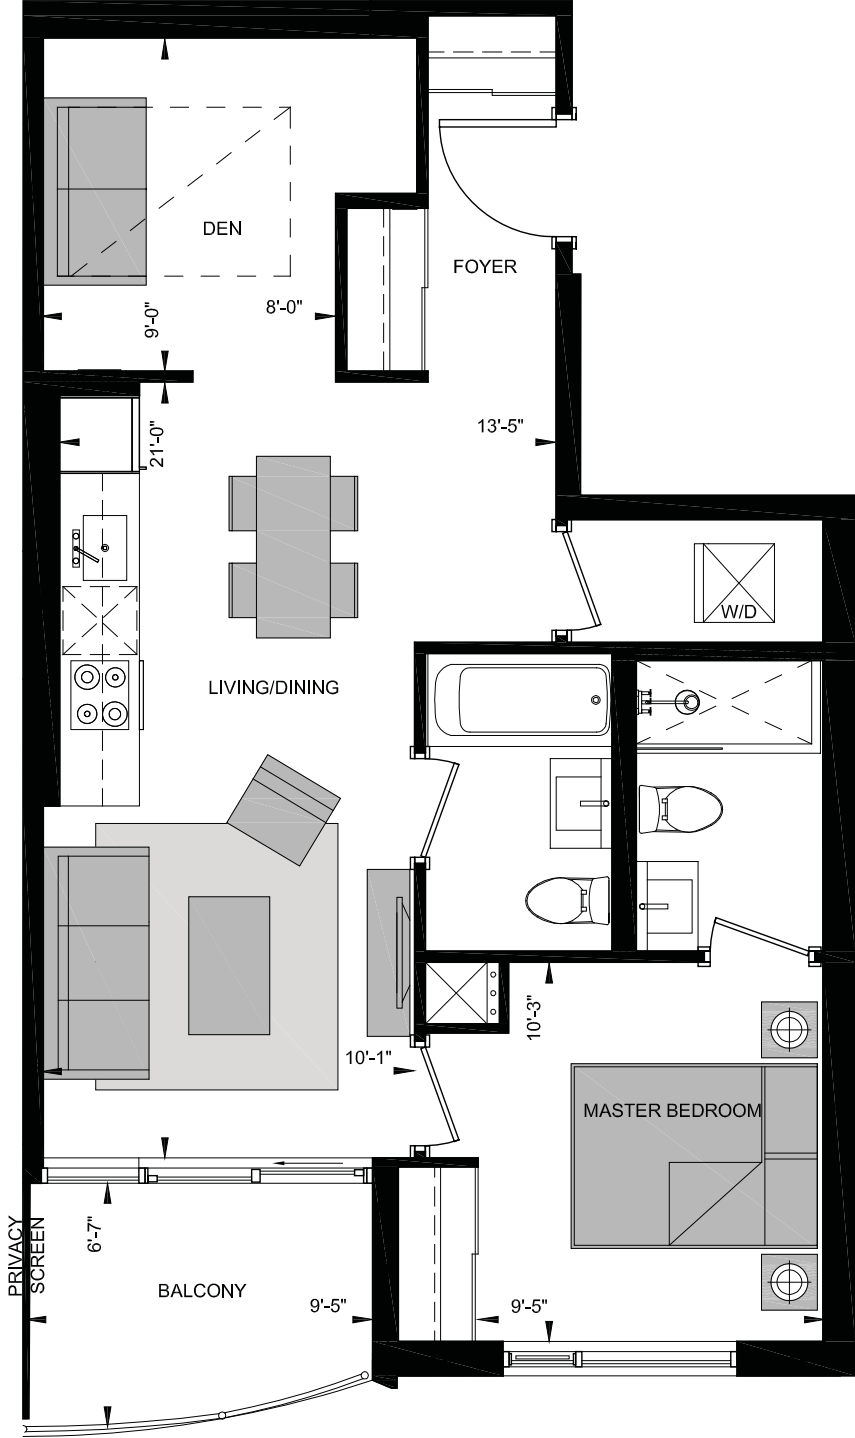 DEN
FOYER
8'-0"
9'-0"
13'-5"
21'-0"
W/D
LIVING/DINING
10'-3"
10'-1"
MASTER BEDROOM
PRIVACY
SCREEN
6'-7"
BALCONY
9'-5"
9'-5"